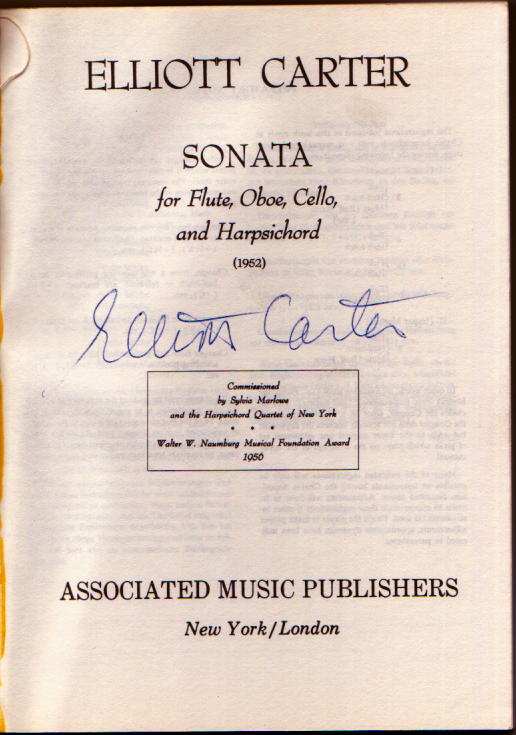 ELLIOTT CARTER
SONATA
for Flute, Oboe, Cello,
and Harpsichord
(1952)
Elliott Carter
Commissioned
by Sylvia Marlowe
and the Harpsichord Quartet of New York
• • •
Walter W. Naumburg Musical Foundation Award
1956
ASSOCIATED MUSIC PUBLISHERS
New York/London